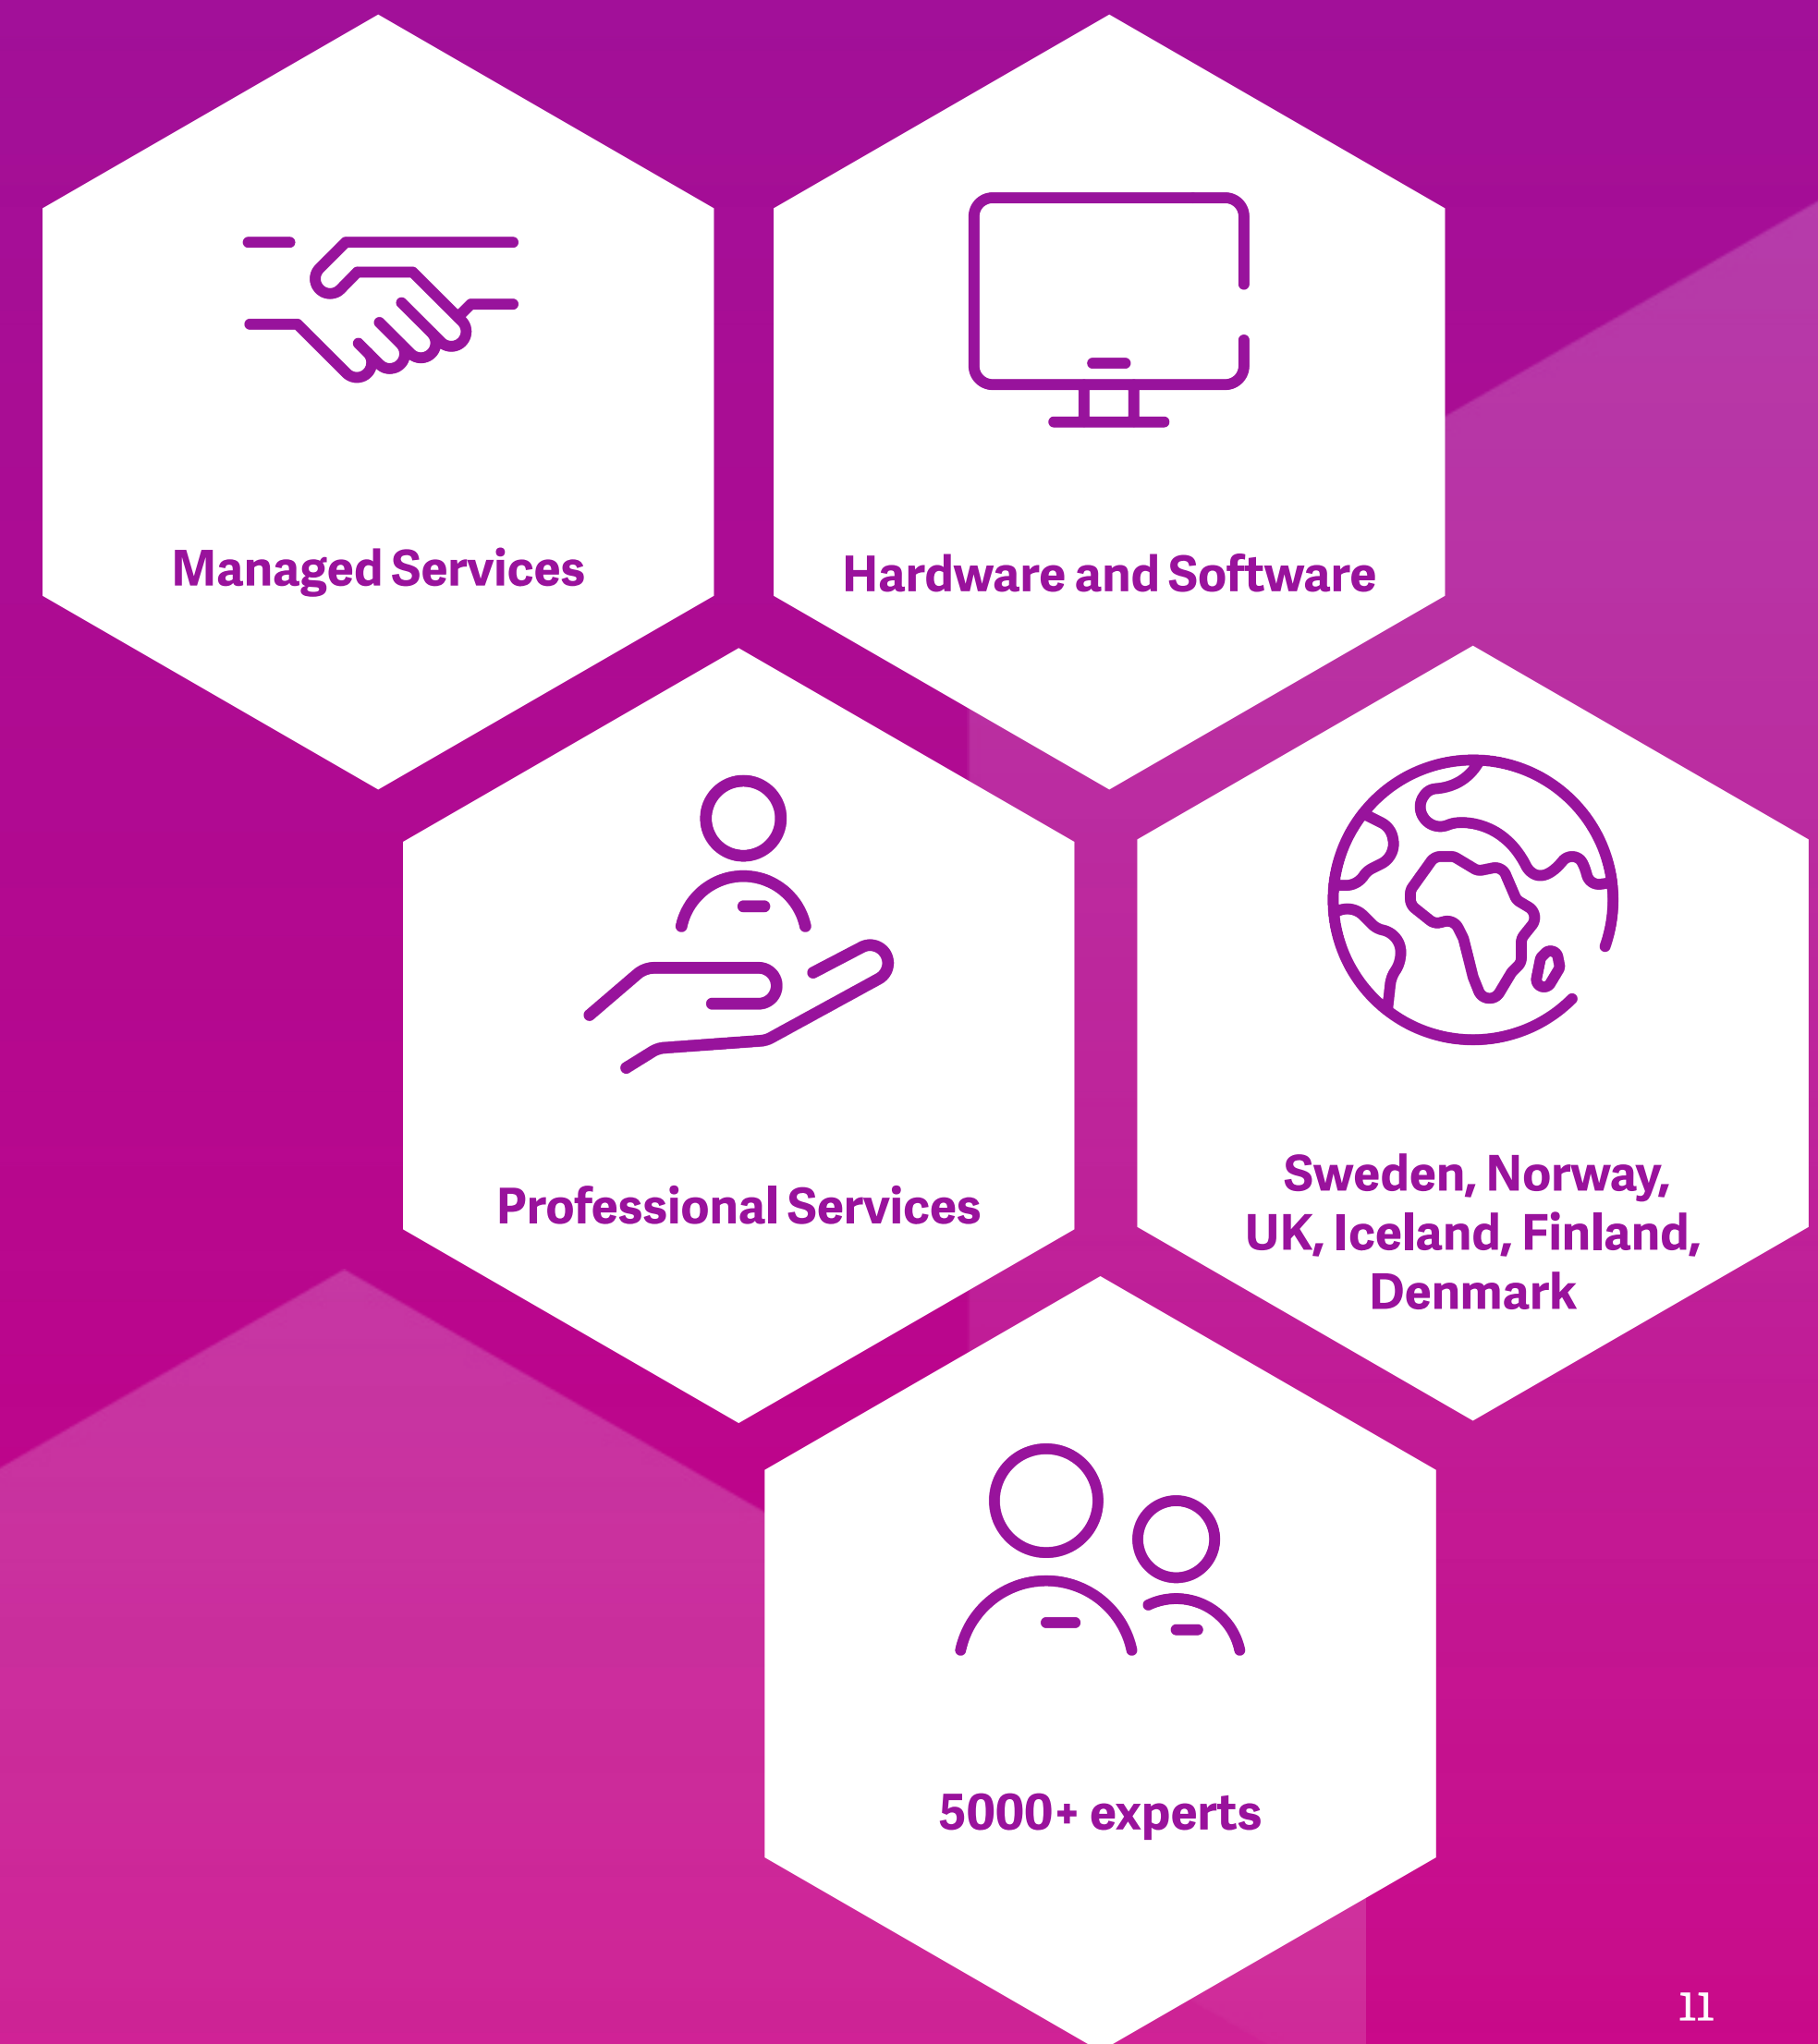 Managed Services
Hardware and Software
Professional Services
Sweden, Norway,
UK, Iceland, Finland,
Denmark
5000+ experts
11